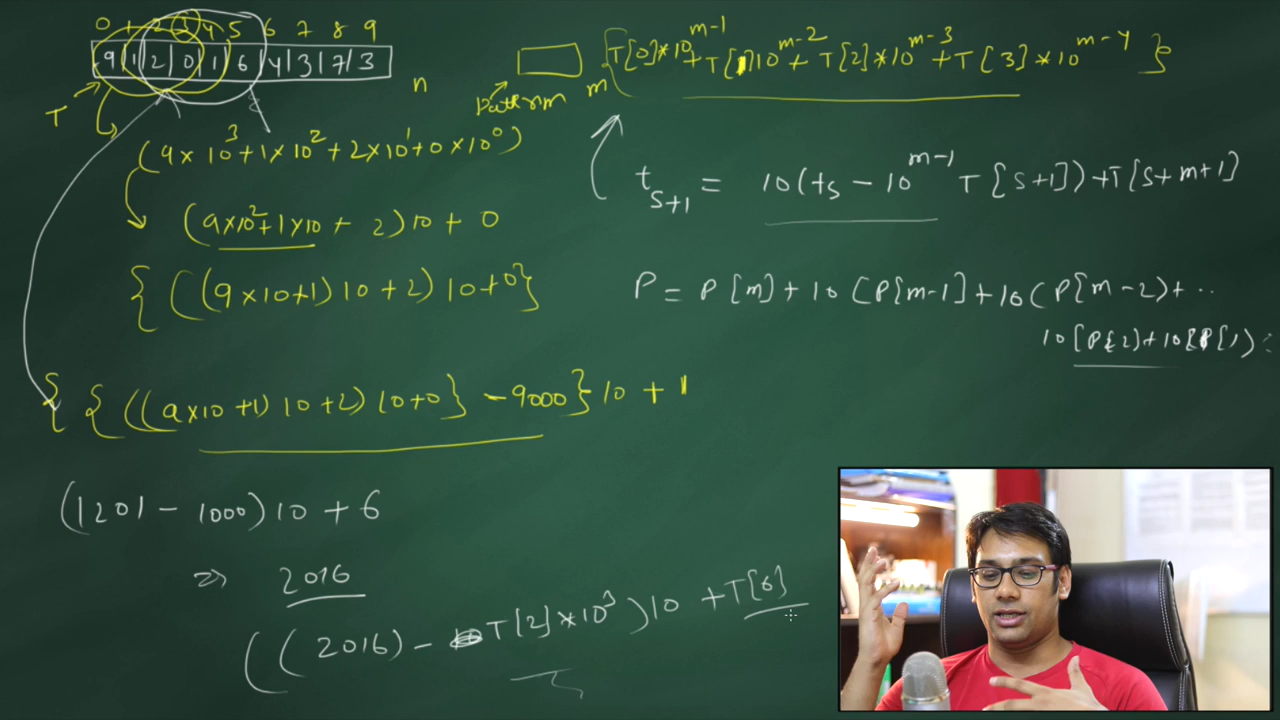 0 1 2 3 4 5 6 7 8 9
9 1 2 0 1 6 4 3 7 3
n
T
Pattern m
{T[0]*10^m-1 + T[1]10^m-2 + T[2]*10^m-3 + T[3]*10^m-4}
(9×10^3+1×10^2+2×10^1+0×10^0)
t_s+1 = 10(ts - 10^m-1 T[s+1])+T[s+m+1]
(9×10^2+1×10 + 2)10 + 0
{((9×10+1)10+2)10+0}
P = P[m]+10(P[m-1]+10(P[m-2)+..
10[P[2)+10[P[1)
{{((9×10+1)10+2)10+0}-9000}10+1
(1201-1000)10+6
=> 2016
((2016)- T[2]*10^3)10 +T[6]